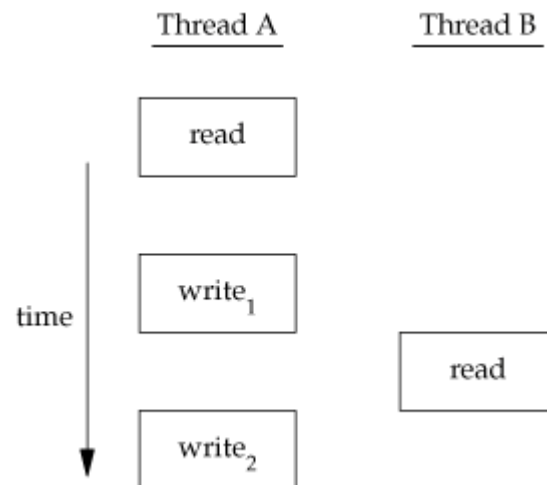 Thread A
Thread B
read
write₁
time
read
write₂